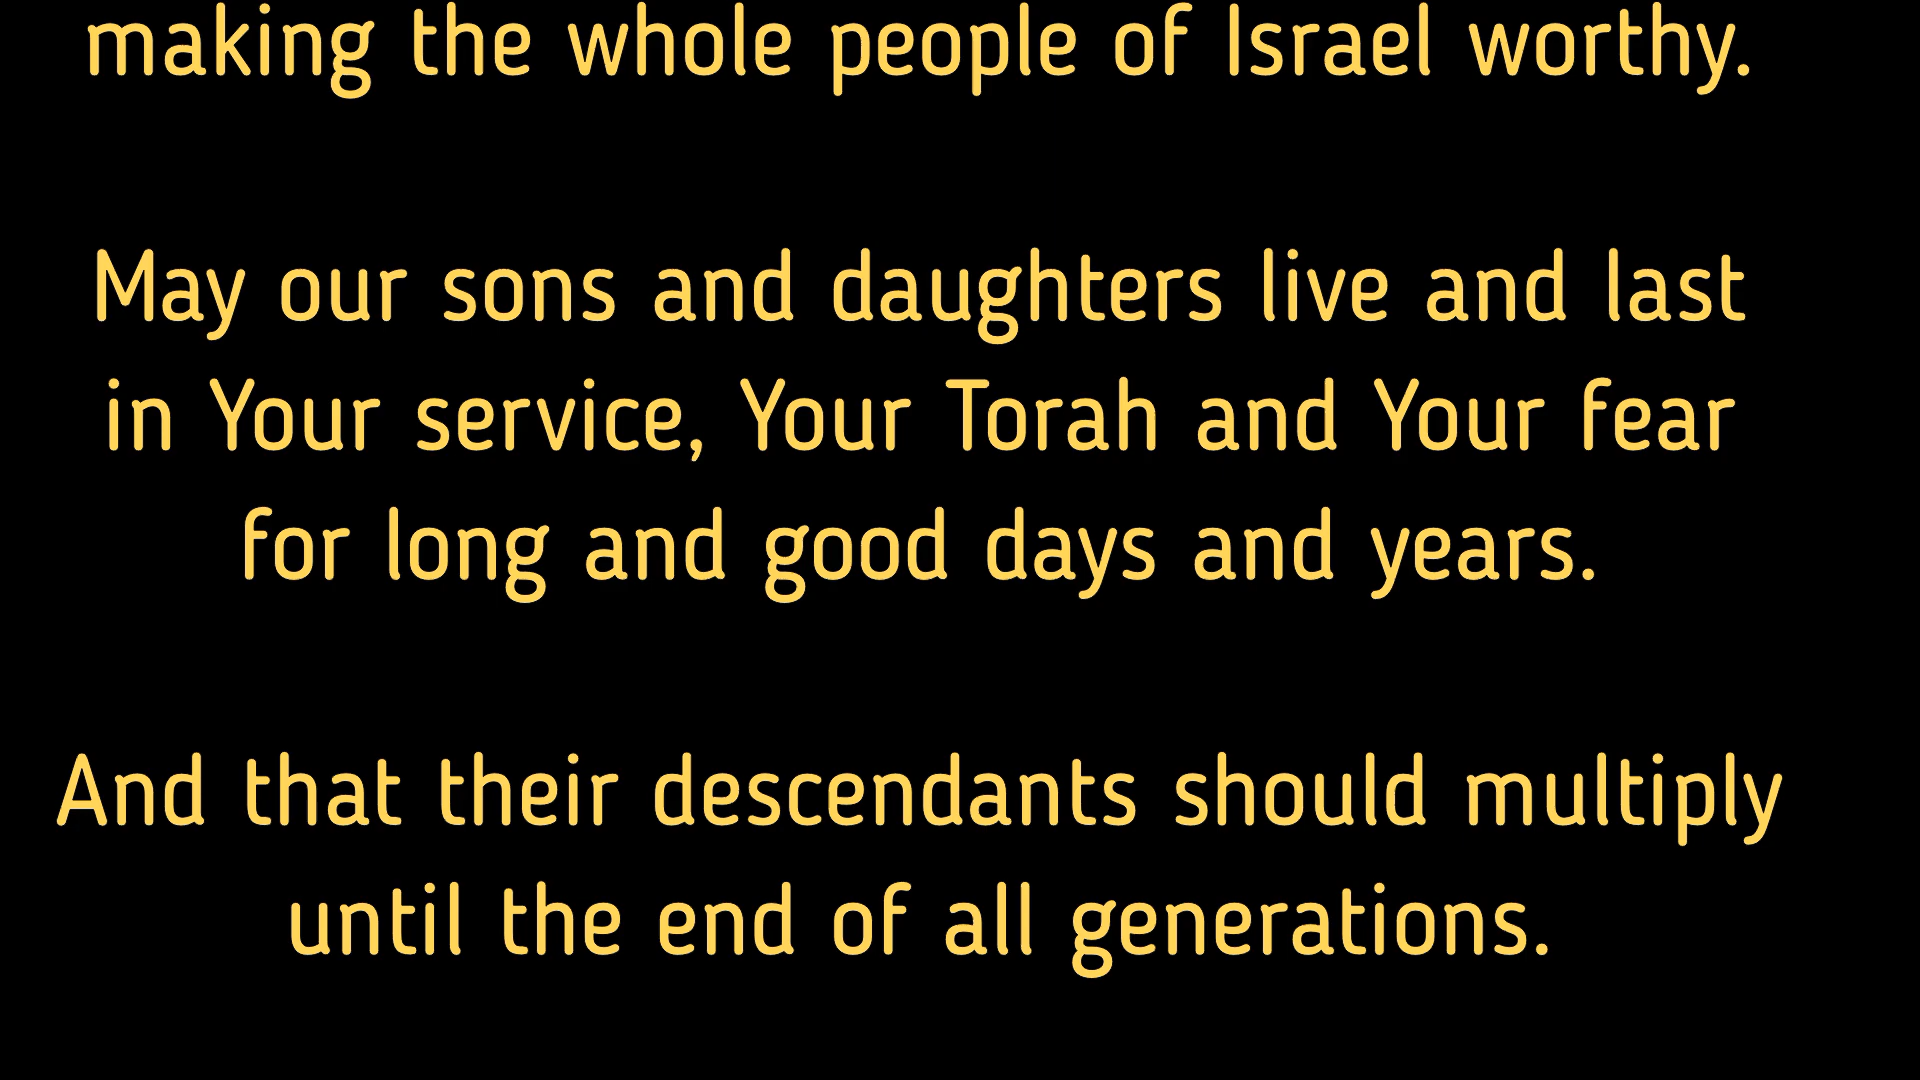 making the whole people of Israel worthy.
May our sons and daughters live and last
in Your service, Your Torah and Your fear
for long and good days and years.
And that their descendants should multiply
until the end of all generations.